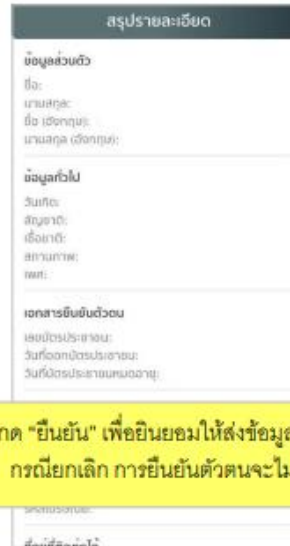 สรุปรายละเอียด
ข้อมูลส่วนตัว
ชื่อ:
นามสกุล:
ชื่อ (อังกฤษ):
นามสกุล (อังกฤษ):
ข้อมูลทั่วไป
วันเกิด:
สัญชาติ:
เชื้อชาติ:
สถานภาพ:
เพศ:
เอกสารยืนยันตัวตน
เลขบัตรประชาชน:
วันที่ออกบัตรประชาชน:
วันที่บัตรประชาชนหมดอายุ:
กด "ยืนยัน" เพื่อยินยอมให้ส่งข้อมูล
กรณียกเลิก การยืนยันตัวตนจะไม